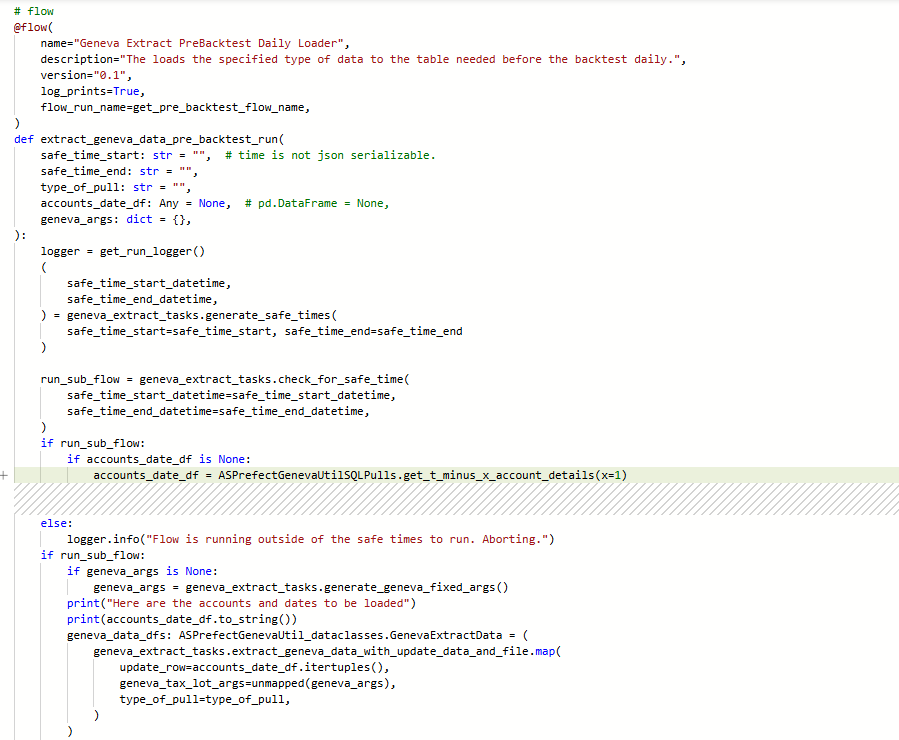 # flow
@flow(
    name="Geneva Extract PreBacktest Daily Loader",
    description="The loads the specified type of data to the table needed before the backtest daily.",
    version="0.1",
    log_prints=True,
    flow_run_name=get_pre_backtest_flow_name,
)
def extract_geneva_data_pre_backtest_run(
    safe_time_start: str = "",  # time is not json serializable.
    safe_time_end: str = "",
    type_of_pull: str = "",
    accounts_date_df: Any = None,  # pd.DataFrame = None,
    geneva_args: dict = {},
):
    logger = get_run_logger()
    (
        safe_time_start_datetime,
        safe_time_end_datetime,
    ) = geneva_extract_tasks.generate_safe_times(
        safe_time_start=safe_time_start, safe_time_end=safe_time_end
    )

    run_sub_flow = geneva_extract_tasks.check_for_safe_time(
        safe_time_start_datetime=safe_time_start_datetime,
        safe_time_end_datetime=safe_time_end_datetime,
    )
    if run_sub_flow:
        if accounts_date_df is None:
+            accounts_date_df = ASPrefectGenevaUtilSQLPulls.get_t_minus_x_account_details(x=1)
    else:
        logger.info("Flow is running outside of the safe times to run. Aborting.")
    if run_sub_flow:
        if geneva_args is None:
            geneva_args = geneva_extract_tasks.generate_geneva_fixed_args()
        print("Here are the accounts and dates to be loaded")
        print(accounts_date_df.to_string())
        geneva_data_dfs: ASPrefectGenevaUtil_dataclasses.GenevaExtractData = (
            geneva_extract_tasks.extract_geneva_data_with_update_data_and_file.map(
                update_row=accounts_date_df.itertuples(),
                geneva_tax_lot_args=unmapped(geneva_args),
                type_of_pull=type_of_pull,
            )
        )